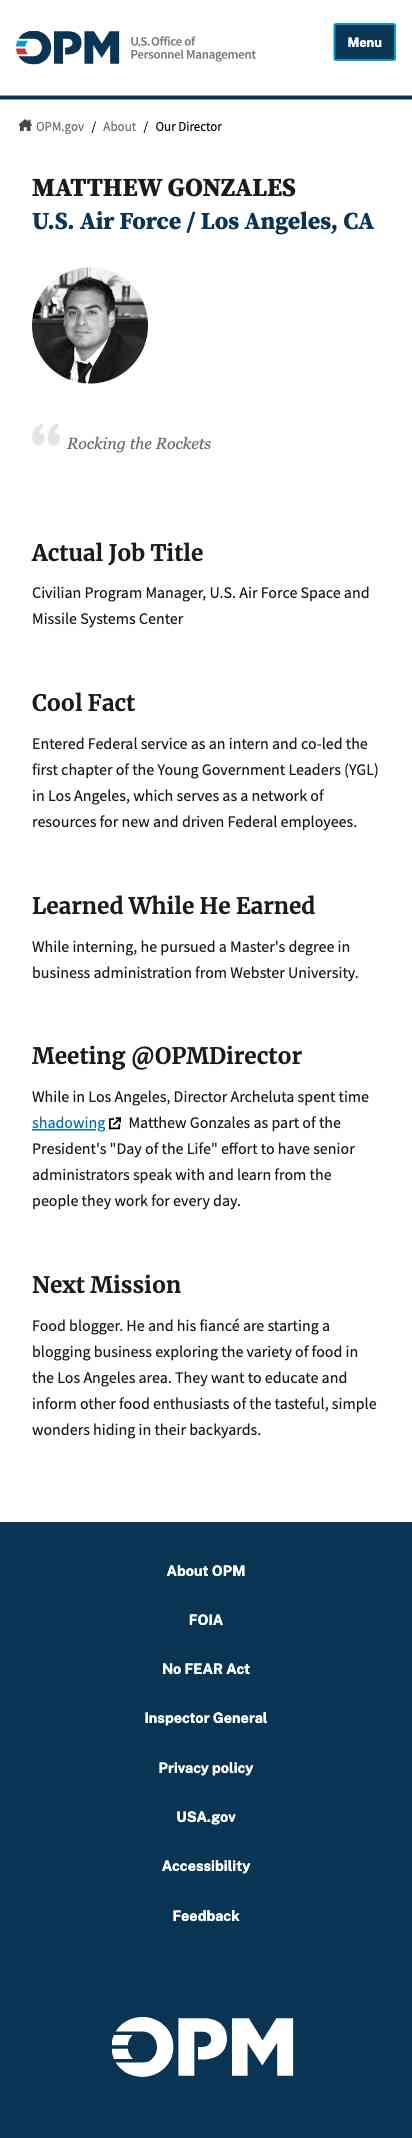 OPM U.S. Office of
Personnel Management
Menu
OPM.gov / About / Our Director
MATTHEW GONZALES
U.S. Air Force / Los Angeles, CA
“ Rocking the Rockets
Actual Job Title
Civilian Program Manager, U.S. Air Force Space and
Missile Systems Center
Cool Fact
Entered Federal service as an intern and co-led the
first chapter of the Young Government Leaders (YGL)
in Los Angeles, which serves as a network of
resources for new and driven Federal employees.
Learned While He Earned
While interning, he pursued a Master's degree in
business administration from Webster University.
Meeting @OPMDirector
While in Los Angeles, Director Archeluta spent time
shadowing Matthew Gonzales as part of the
President's "Day of the Life" effort to have senior
administrators speak with and learn from the
people they work for every day.
Next Mission
Food blogger. He and his fiancé are starting a
blogging business exploring the variety of food in
the Los Angeles area. They want to educate and
inform other food enthusiasts of the tasteful, simple
wonders hiding in their backyards.
About OPM
FOIA
No FEAR Act
Inspector General
Privacy policy
USA.gov
Accessibility
Feedback
OPM